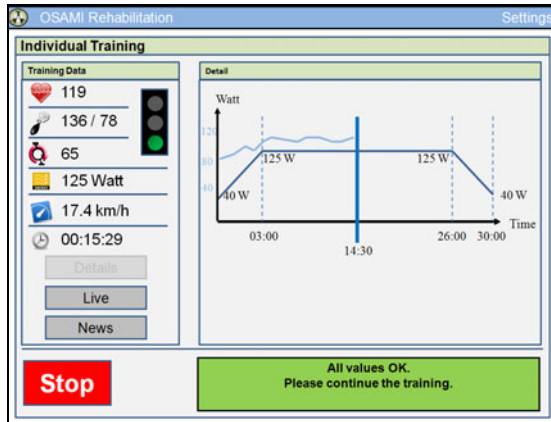 OSAMI Rehabilitation
Settings
Individual Training
Training Data
119
136 / 78
65
125 Watt
17.4 km/h
00:15:29
Details
Live
News
Detail
Watt
120
80
40
125 W
125 W
40 W
40 W
Time
03:00
14:30
26:00
30:00
Stop
All values OK.
Please continue the training.